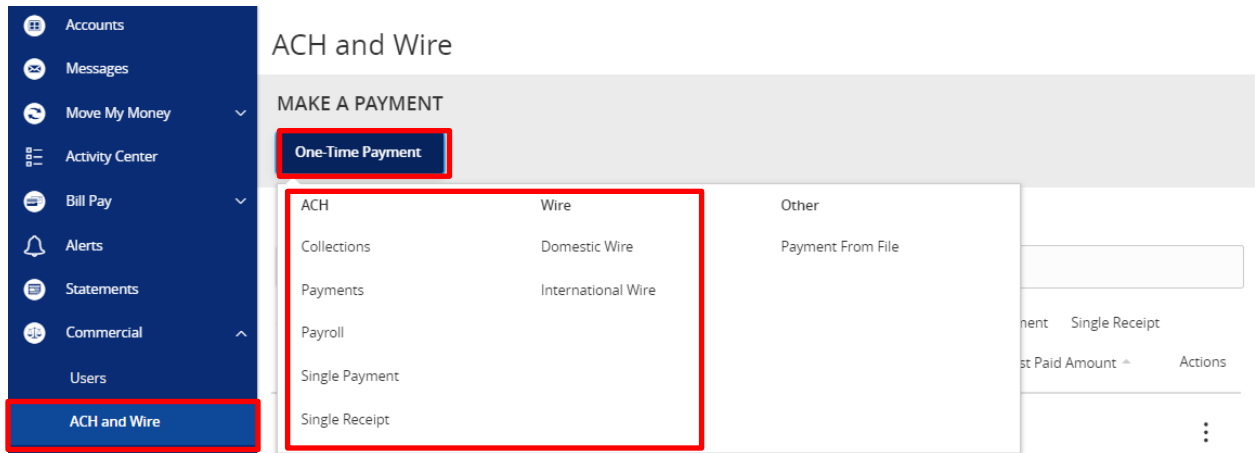 Accounts
Messages
Move My Money
Activity Center
Bill Pay
Alerts
Statements
Commercial
Users
ACH and Wire
ACH and Wire
MAKE A PAYMENT
One-Time Payment
ACH Wire Other
Collections Domestic Wire Payment From File
Payments International Wire
Payroll
Single Payment
Single Receipt
Single Receipt
Paid Amount Actions